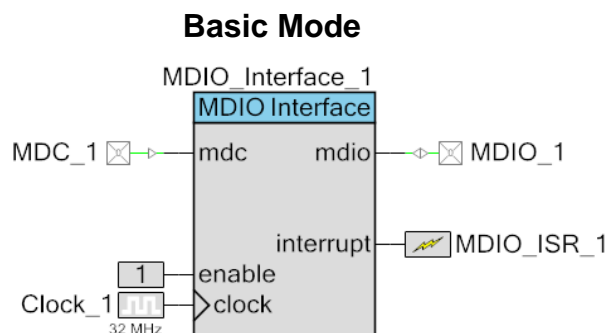 Basic Mode
MDIO_Interface_1
MDIO Interface
MDC_1 mdc mdio MDIO_1
interrupt MDIO_ISR_1
1 enable
Clock_1 clock
32 MHz